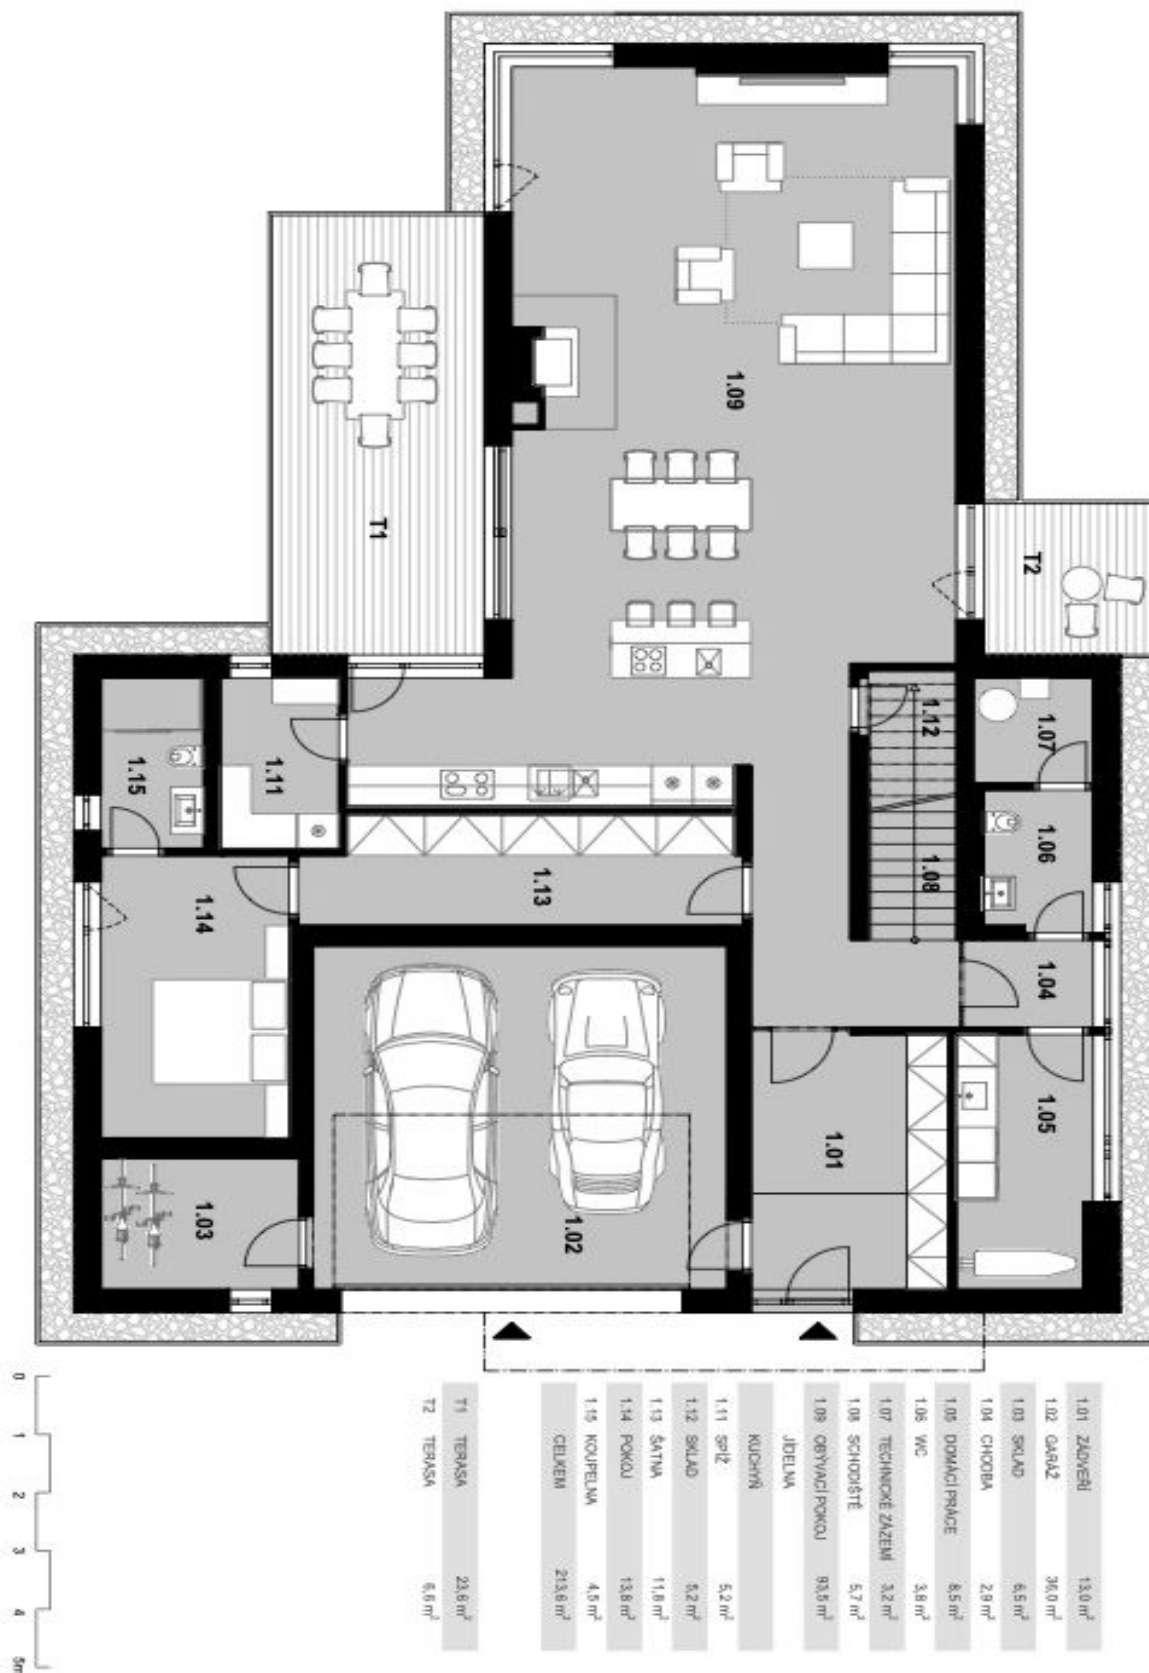 1.09
T1
T2
1.12
1.07
1.15
1.11
1.06
1.08
1.13
1.14
1.04
1.05
1.01
1.03
1.02
1.01 ZÁDVEŘÍ 13,0 m²
1.02 GARÁŽ 36,0 m²
1.03 SKLAD 6,5 m²
1.04 CHODBA 2,9 m²
1.05 DOMÁCÍ PRÁCE 8,5 m²
1.06 WC 3,8 m²
1.07 TECHNICKÉ ZÁZEMÍ 3,2 m²
1.08 SCHODIŠTĚ 5,7 m²
1.09 OBÝVACÍ POKOJ 93,5 m²
JÍDELNA
KUCHYŇ
1.11 SPÍŽ 5,2 m²
1.12 SKLAD 5,2 m²
1.13 ŠATNA 11,8 m²
1.14 POKOJ 13,8 m²
1.15 KOUPELNA 4,5 m²
CELKEM 213,6 m²
T1 TERASA 23,6 m²
T2 TERASA 6,6 m²
0 1 2 3 4 5m